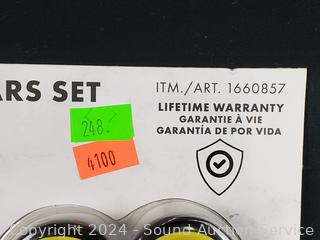 ARS SET
ITM./ART. 1660857
LIFETIME WARRANTY
GARANTIE À VIE
GARANTÍA DE POR VIDA
248.
4100
Copyright 2024 - Sound Auction Service